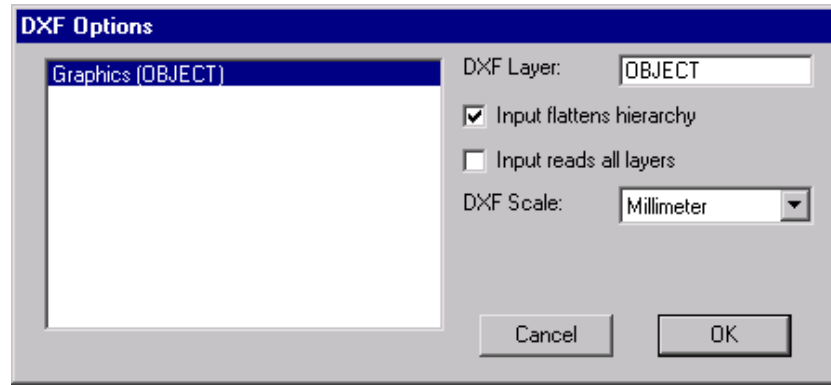 DXF Options
Graphics (OBJECT)
DXF Layer:
OBJECT
Input flattens hierarchy
Input reads all layers
DXF Scale:
Millimeter
Cancel
OK